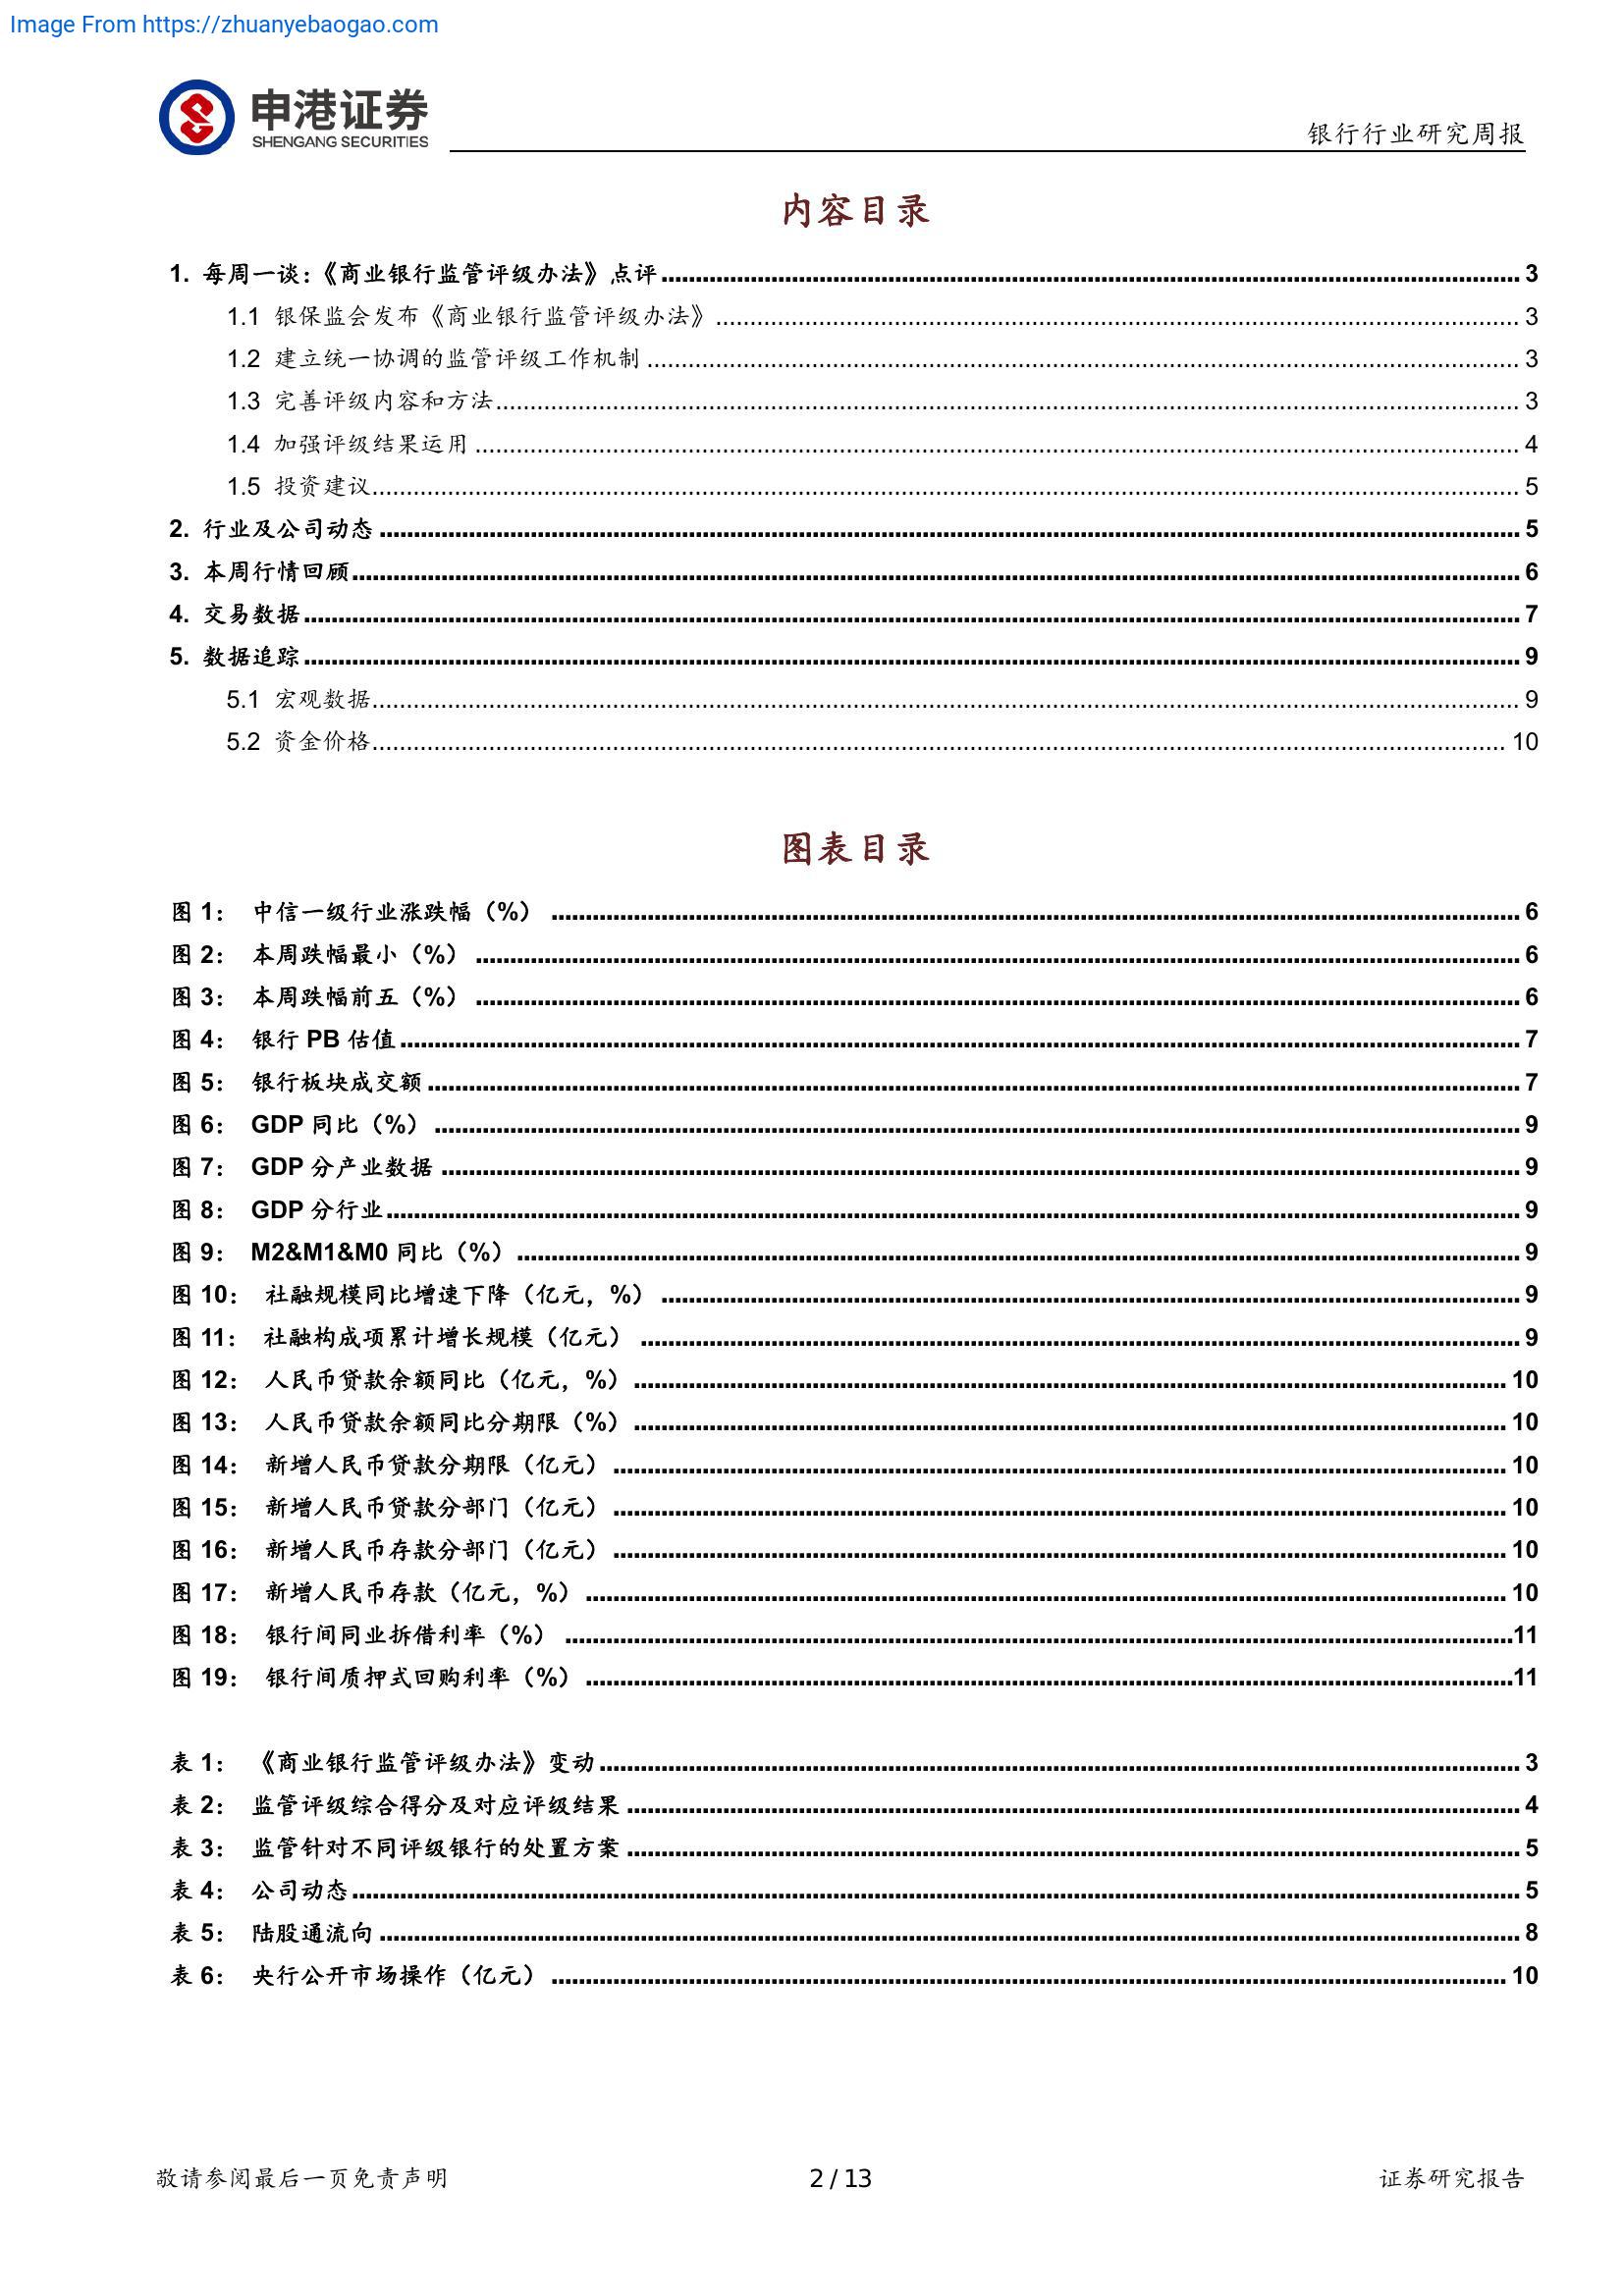 Image From https://zhuanyebaogao.com
申港证券
SHENGANG SECURITIES
银行行业研究周报
内容目录
1. 每周一谈：《商业银行监管评级办法》点评 3
1.1 银保监会发布《商业银行监管评级办法》 3
1.2 建立统一协调的监管评级工作机制 3
1.3 完善评级内容和方法 3
1.4 加强评级结果运用 4
1.5 投资建议 5
2. 行业及公司动态 5
3. 本周行情回顾 6
4. 交易数据 7
5. 数据追踪 9
5.1 宏观数据 9
5.2 资金价格 10
图表目录
图 1： 中信一级行业涨跌幅（%） 6
图 2： 本周跌幅最小（%） 6
图 3： 本周跌幅前五（%） 6
图 4： 银行 PB 估值 7
图 5： 银行板块成交额 7
图 6： GDP 同比（%） 9
图 7： GDP 分产业数据 9
图 8： GDP 分行业 9
图 9： M2&M1&M0 同比（%） 9
图 10： 社融规模同比增速下降（亿元，%） 9
图 11： 社融构成项累计增长规模（亿元） 9
图 12： 人民币贷款余额同比（亿元，%） 10
图 13： 人民币贷款余额同比分期限（%） 10
图 14： 新增人民币贷款分期限（亿元） 10
图 15： 新增人民币贷款分部门（亿元） 10
图 16： 新增人民币存款分部门（亿元） 10
图 17： 新增人民币存款（亿元，%） 10
图 18： 银行间同业拆借利率（%） 11
图 19： 银行间质押式回购利率（%） 11
表 1： 《商业银行监管评级办法》变动 3
表 2： 监管评级综合得分及对应评级结果 4
表 3： 监管针对不同评级银行的处置方案 5
表 4： 公司动态 5
表 5： 陆股通流向 8
表 6： 央行公开市场操作（亿元） 10
敬请参阅最后一页免责声明
2 / 13
证券研究报告